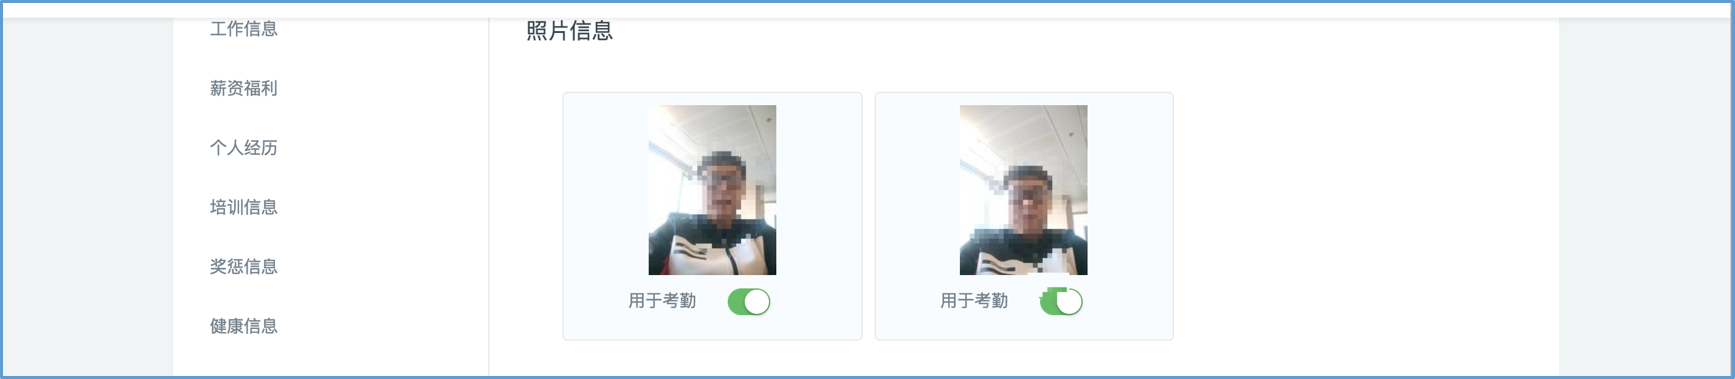 工作信息
薪资福利
个人经历
培训信息
奖惩信息
健康信息
照片信息
用于考勤
用于考勤